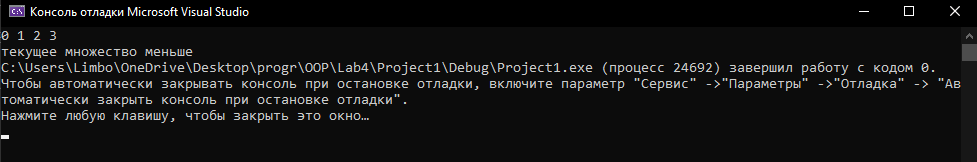 Консоль отладки Microsoft Visual Studio
0 1 2 3
текущее множество меньше
C:\Users\Limbo\OneDrive\Desktop\progr\OOP\Lab4\Project1\Debug\Project1.exe (процесс 24692) завершил работу с кодом 0.
Чтобы автоматически закрывать консоль при остановке отладки, включите параметр "Сервис" ->"Параметры" ->"Отладка" -> "Ав
томатически закрыть консоль при остановке отладки".
Нажмите любую клавишу, чтобы закрыть это окно…